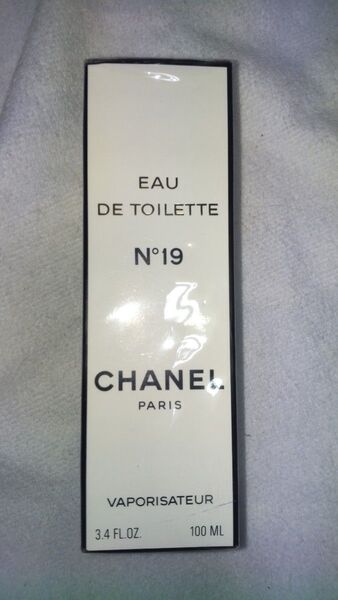 EAU
DE TOILETTE
N°19
CHANEL
PARIS
VAPORISATEUR
3.4 FL.OZ. 100 ML